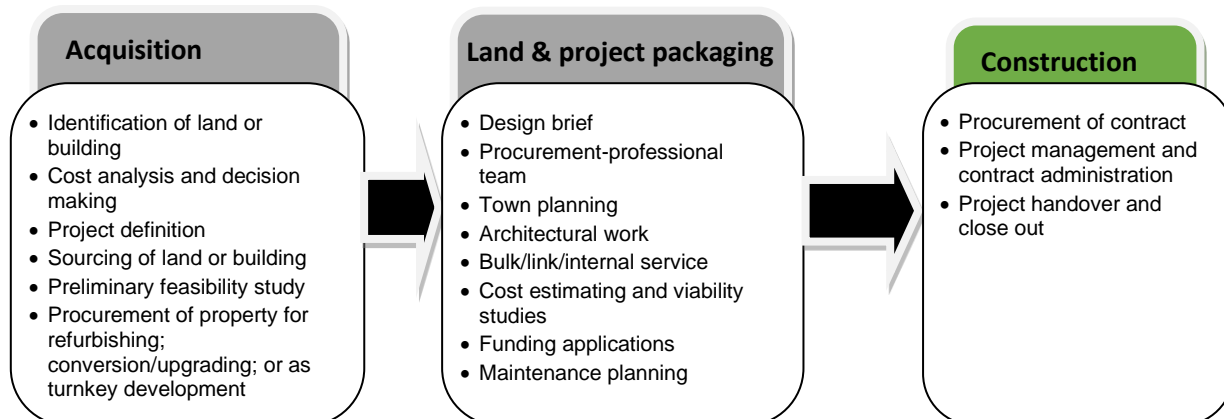 Acquisition
• Identification of land or
building
• Cost analysis and decision
making
• Project definition
• Sourcing of land or building
• Preliminary feasibility study
• Procurement of property for
refurbishing;
conversion/upgrading; or as
turnkey development
Land & project packaging
• Design brief
• Procurement-professional
team
• Town planning
• Architectural work
• Bulk/link/internal service
• Cost estimating and viability
studies
• Funding applications
• Maintenance planning
Construction
• Procurement of contract
• Project management and
contract administration
• Project handover and
close out